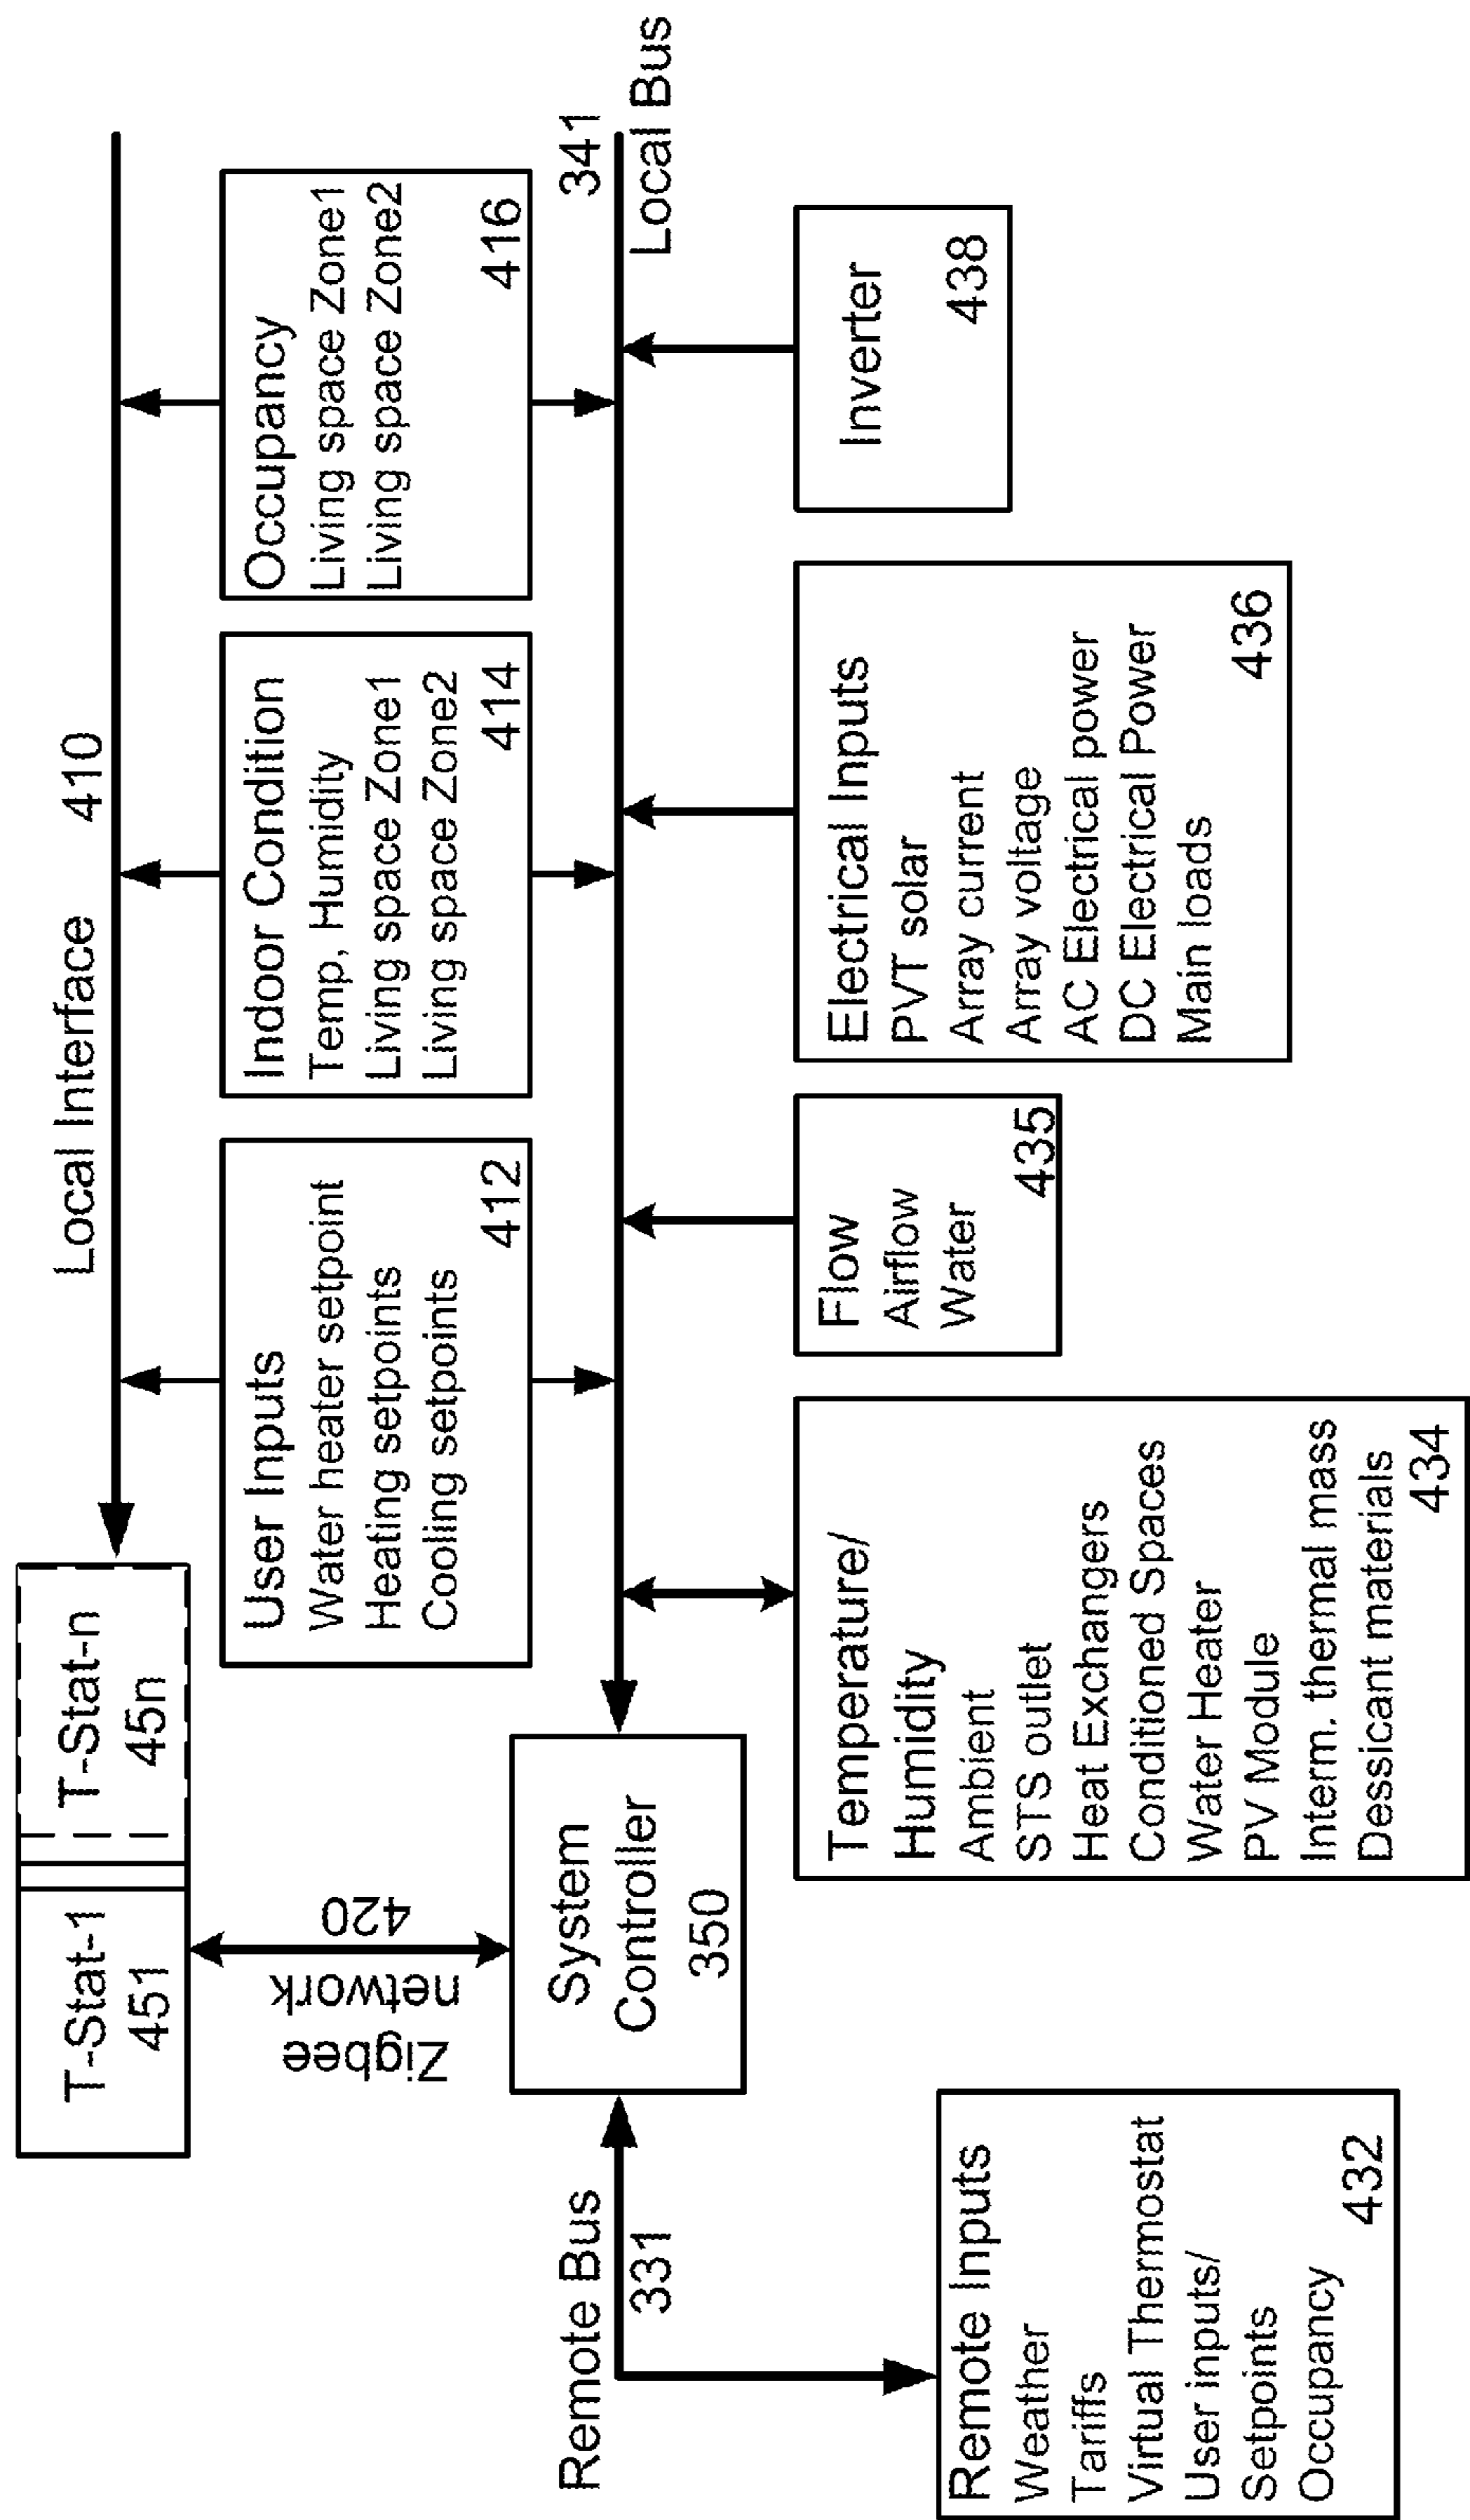 T-Stat-1
451
T-Stat-n
45n
Local Interface 410
Zigbee
network
420
User Inputs
Water heater setpoint
Heating setpoints
Cooling setpoints
412
Indoor Condition
Temp, Humidity
Living space Zone1
Living space Zone2
414
Occupancy
Living space Zone1
Living space Zone2
416
Remote Bus
331
System
Controller
350
341
Local Bus
Remote Inputs
Weather
Tariffs
Virtual Thermostat
User inputs/
Setpoints
Occupancy
432
Temperature/
Humidity
Ambient
STS outlet
Heat Exchangers
Conditioned Spaces
Water Heater
PV Module
Interm. thermal mass
Dessicant materials
434
Flow
Airflow
Water
435
Electrical Inputs
PVT solar
Array current
Array voltage
AC Electrical power
DC Electrical Power
Main loads
436
Inverter
438